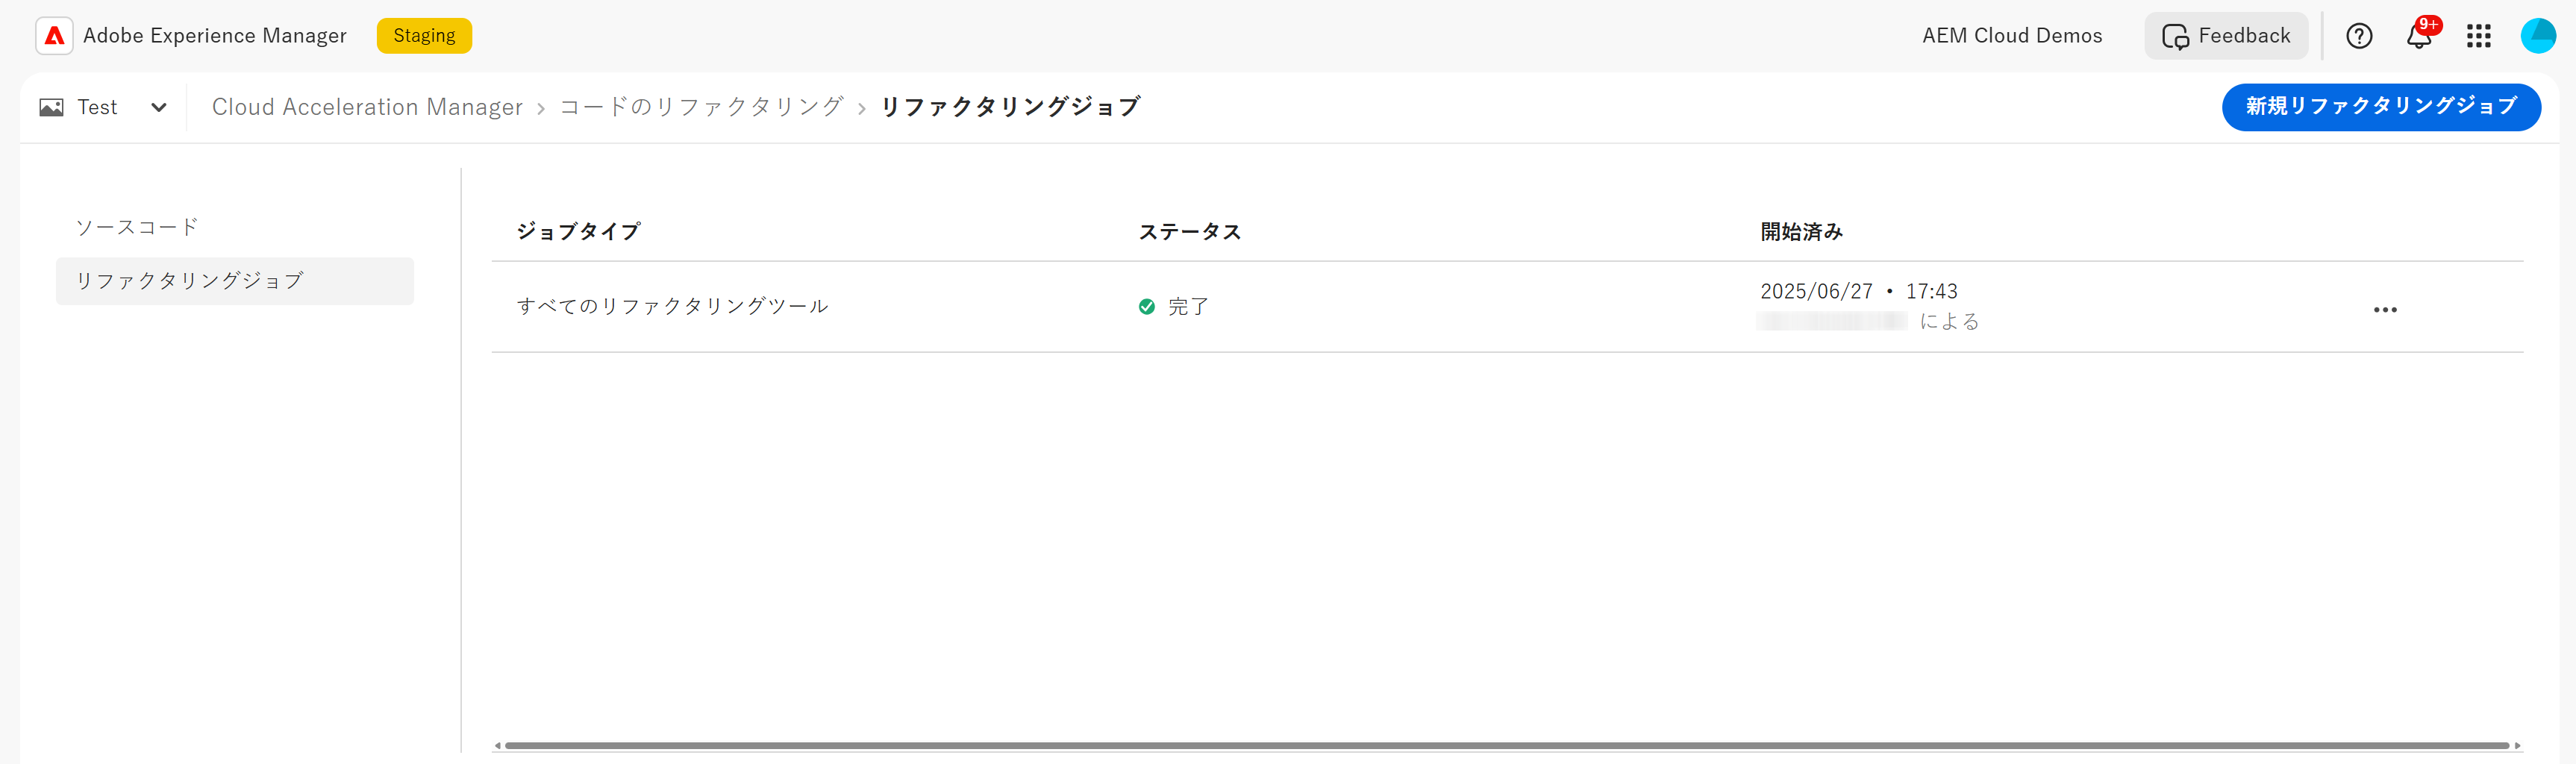 Adobe Experience Manager
Staging
AEM Cloud Demos
Feedback
9+
Test
Cloud Acceleration Manager › コードのリファクタリング › リファクタリングジョブ
新規リファクタリングジョブ
ソースコード
リファクタリングジョブ
ジョブタイプ
ステータス
開始済み
すべてのリファクタリングツール
完了
2025/06/27 • 17:43
による